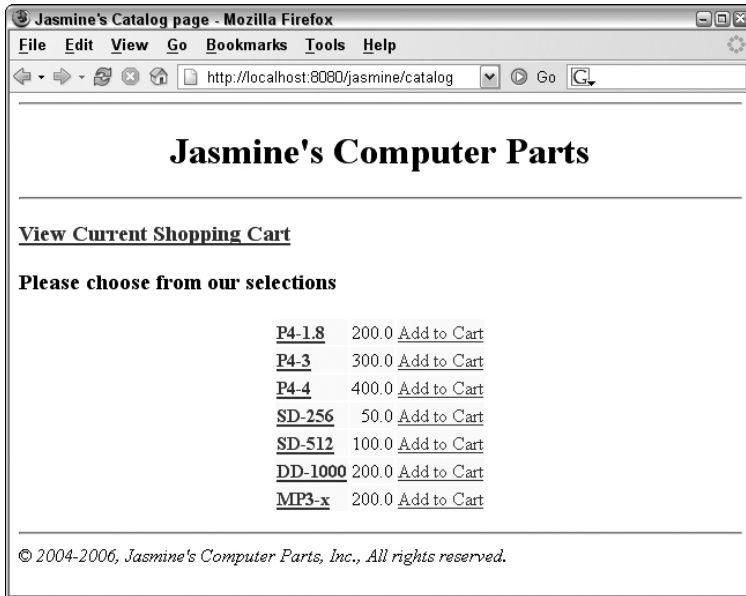 Jasmine's Catalog page - Mozilla Firefox
File Edit View Go Bookmarks Tools Help
http://localhost:8080/jasmine/catalog Go G
Jasmine's Computer Parts
View Current Shopping Cart
Please choose from our selections
P4-1.8 200.0 Add to Cart
P4-3 300.0 Add to Cart
P4-4 400.0 Add to Cart
SD-256 50.0 Add to Cart
SD-512 100.0 Add to Cart
DD-1000 200.0 Add to Cart
MP3-x 200.0 Add to Cart
© 2004-2006, Jasmine's Computer Parts, Inc., All rights reserved.